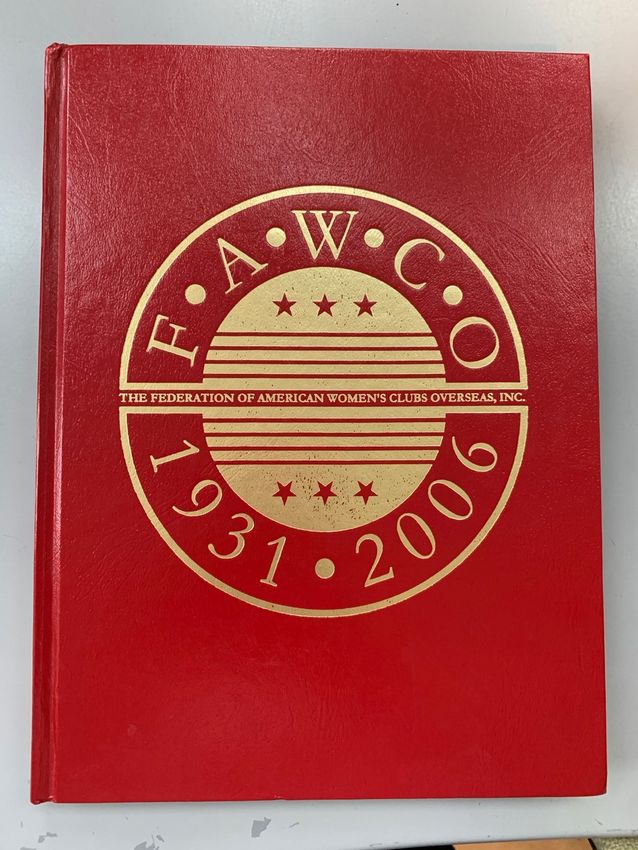 F•A•W•C•O
THE FEDERATION OF AMERICAN WOMEN'S CLUBS OVERSEAS, INC.
1931•2006